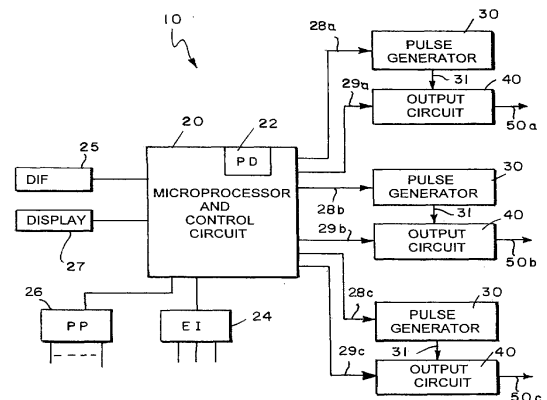 10
28a
30
PULSE
GENERATOR
29a
31
40
OUTPUT
CIRCUIT
50a
20
22
PD
25
DIF
MICROPROCESSOR
AND
CONTROL
CIRCUIT
DISPLAY
27
28b
30
PULSE
GENERATOR
29b
31
40
OUTPUT
CIRCUIT
50b
26
PP
EI
24
28c
30
PULSE
GENERATOR
29c
31
40
OUTPUT
CIRCUIT
50c